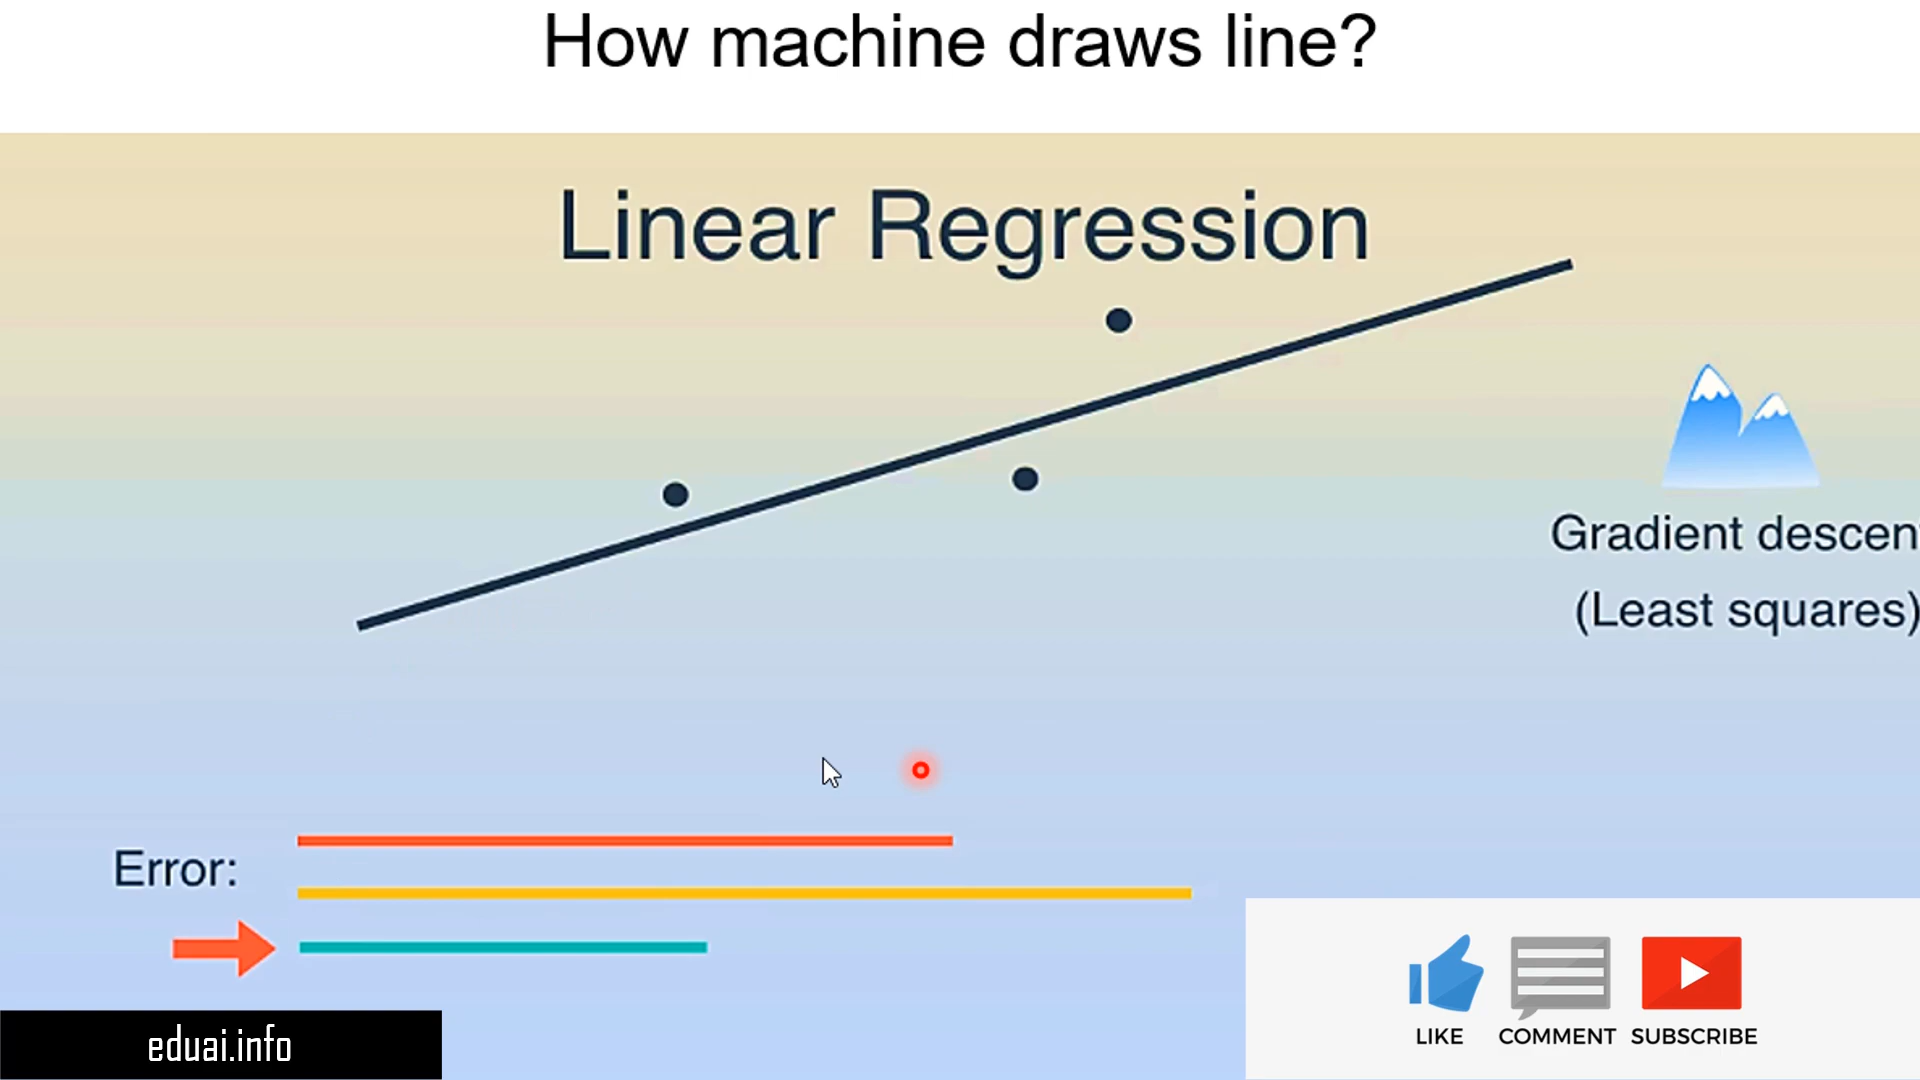 How machine draws line?
Linear Regression
Gradient descen
(Least squares)
Error:
eduai.info
LIKE COMMENT SUBSCRIBE